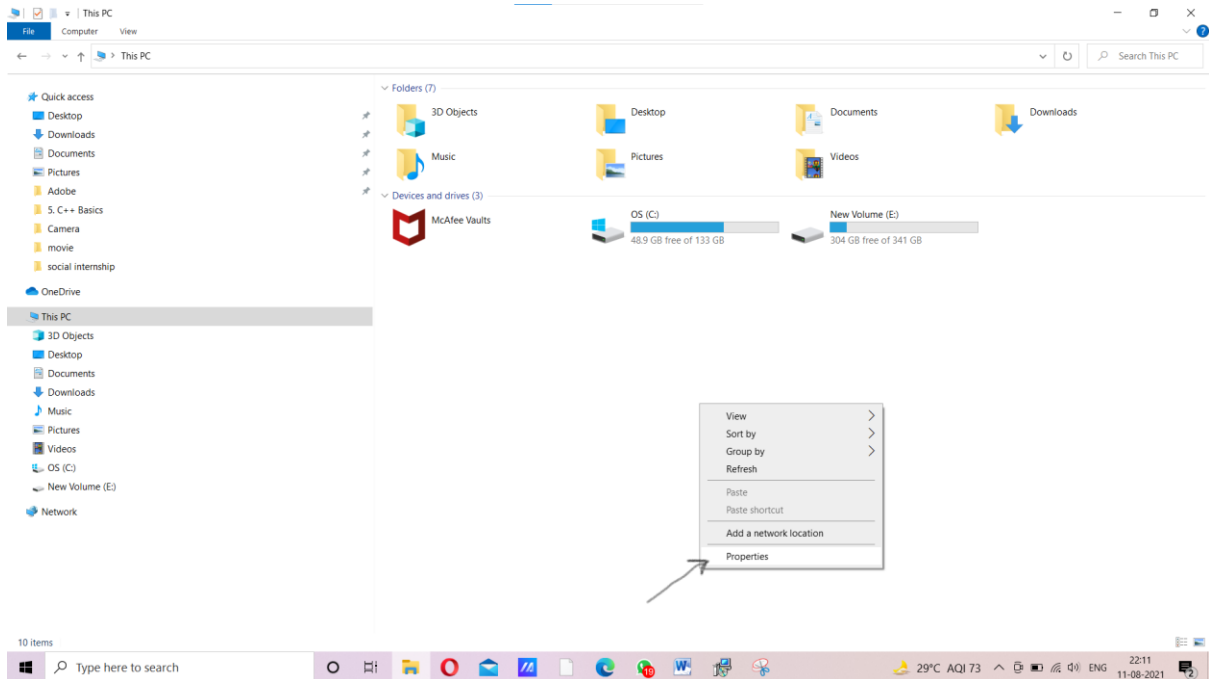 This PC
File Computer View
This PC
Search This PC
Quick access
Desktop
Downloads
Documents
Pictures
Adobe
5. C++ Basics
Camera
movie
social internship
OneDrive
This PC
3D Objects
Desktop
Documents
Downloads
Music
Pictures
Videos
OS (C:)
New Volume (E:)
Network
Folders (7)
3D Objects Desktop Documents Downloads
Music Pictures Videos
Devices and drives (3)
McAfee Vaults
OS (C:)
48.9 GB free of 133 GB
New Volume (E:)
304 GB free of 341 GB
View
Sort by
Group by
Refresh
Paste
Paste shortcut
Add a network location
Properties
10 items
Type here to search
19
W
29°C AQI 73
ENG
22:11
11-08-2021
2